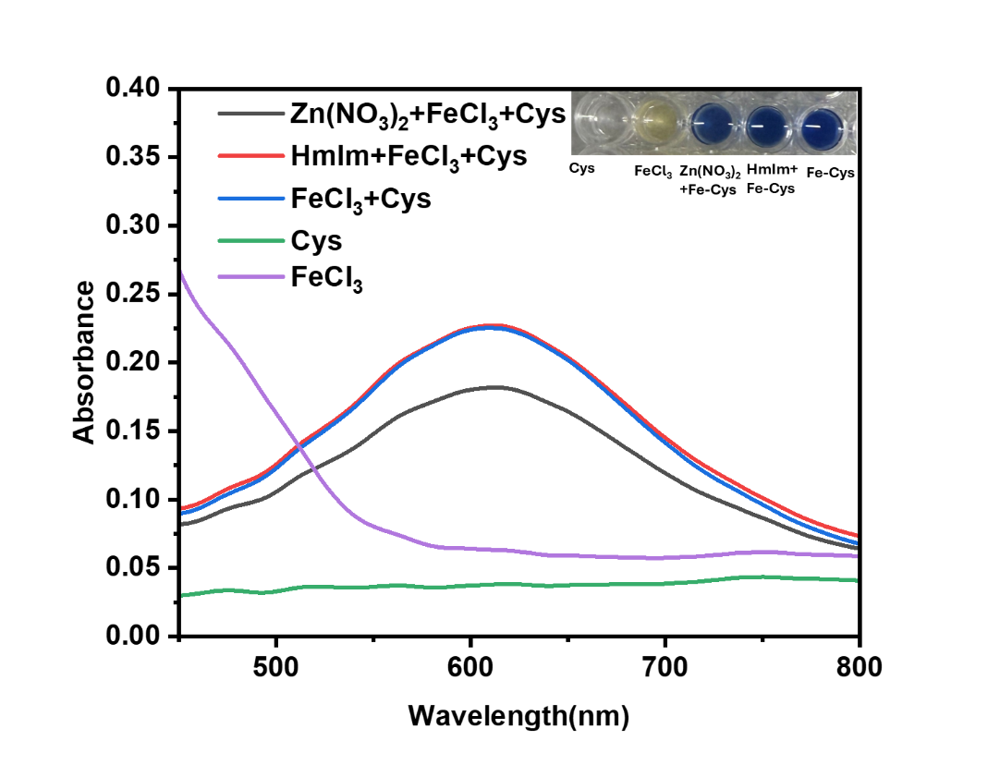 0.40
0.35
0.30
0.25
0.20
0.15
0.10
0.05
0.00
Absorbance
Zn(NO₃)₂+FeCl₃+Cys
HmIm+FeCl₃+Cys
FeCl₃+Cys
Cys
FeCl₃
Cys FeCl₃ Zn(NO₃)₂ HmIm+ Fe-Cys
+Fe-Cys Fe-Cys
500 600 700 800
Wavelength(nm)